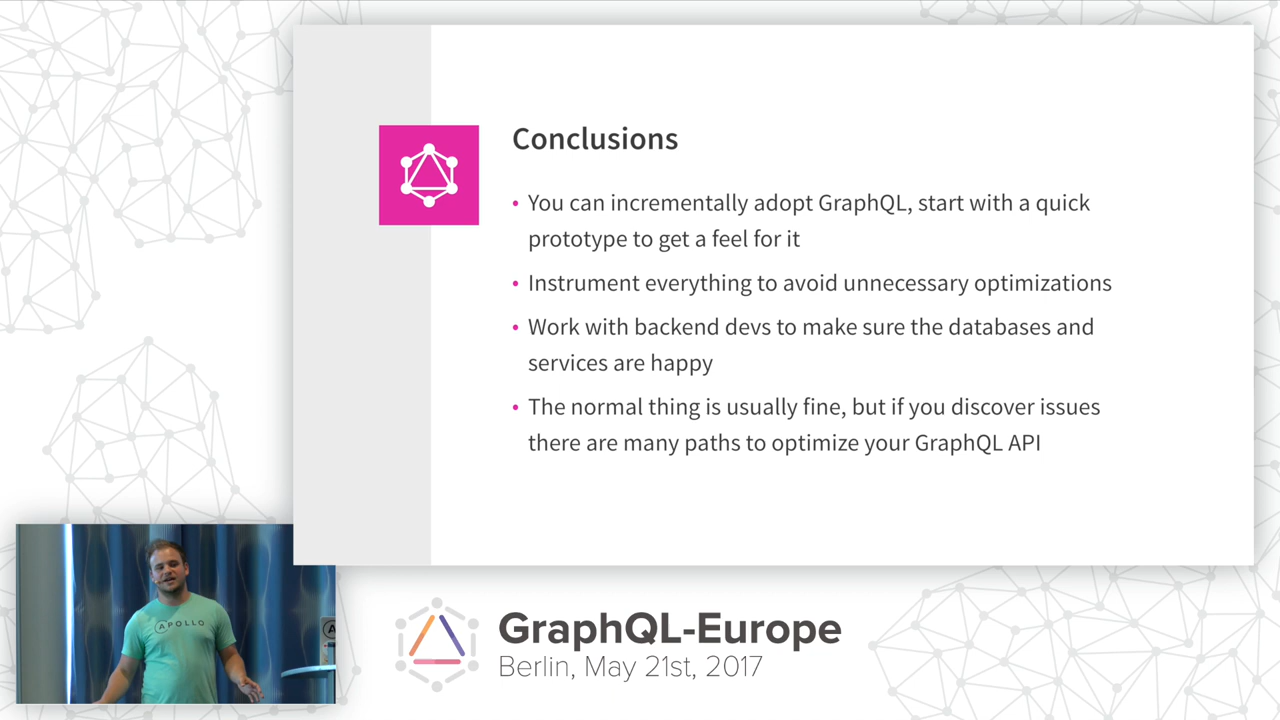 Conclusions
• You can incrementally adopt GraphQL, start with a quick
prototype to get a feel for it
• Instrument everything to avoid unnecessary optimizations
• Work with backend devs to make sure the databases and
services are happy
• The normal thing is usually fine, but if you discover issues
there are many paths to optimize your GraphQL API
APOLLO
GraphQL-Europe
Berlin, May 21st, 2017